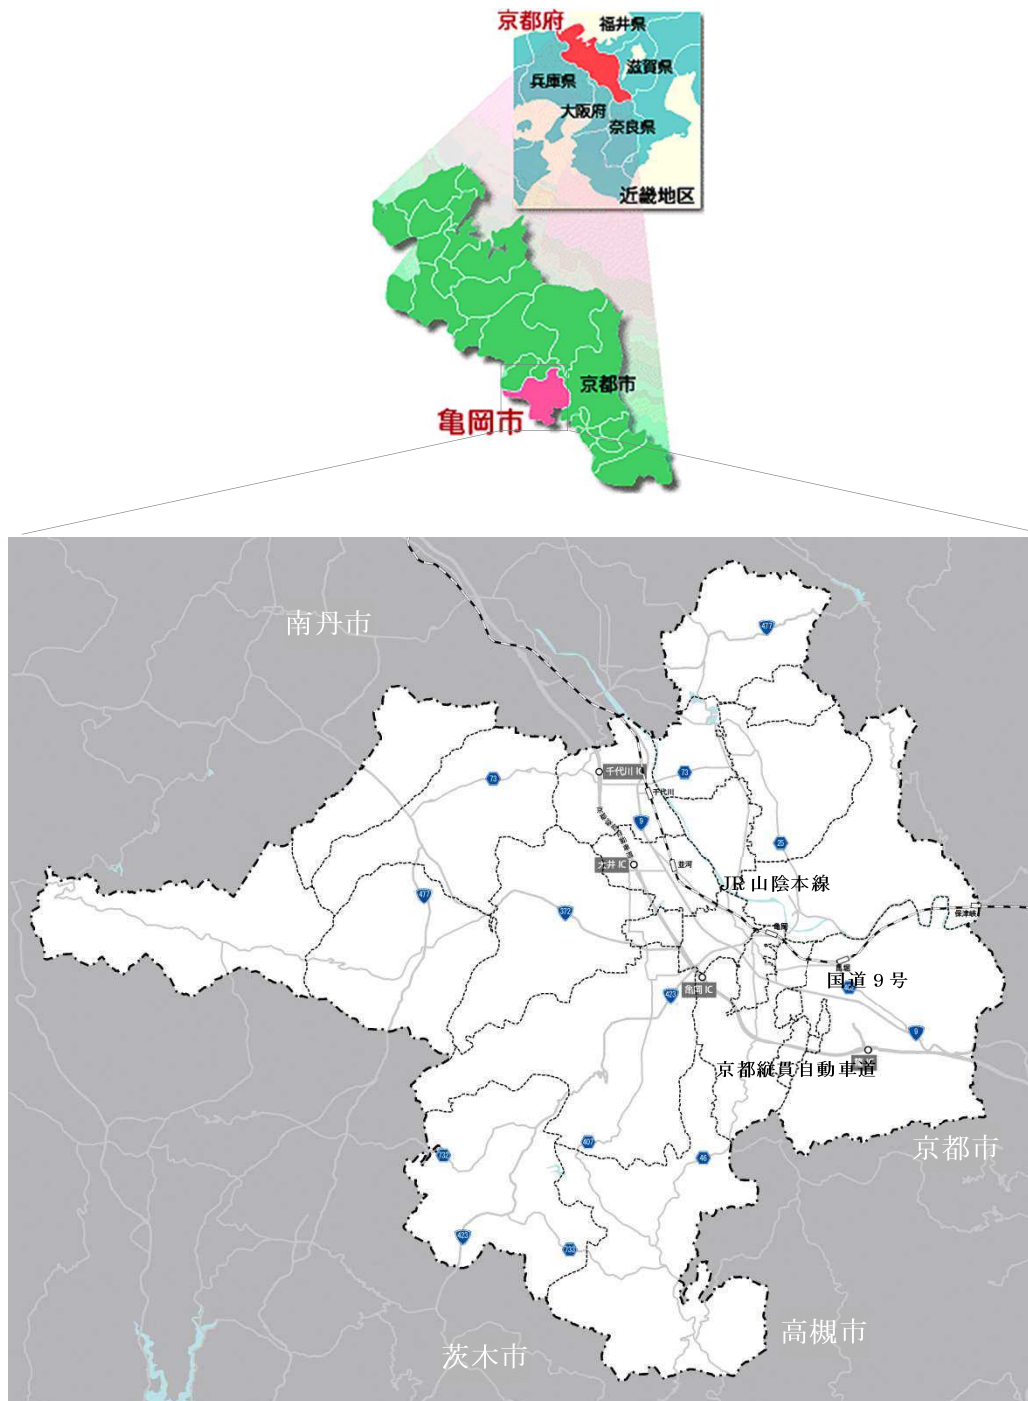 京都府
福井県
滋賀県
兵庫県
大阪府
奈良県
近畿地区
京都市
亀岡市
南丹市
477
千代川 IC
73
73
千代川
9
25
大井 IC
並河
JR 山陰本線
477
372
保津峡
亀岡
馬堀
国道 9 号
亀岡 IC
423
9
京都縦貫自動車道
407
732
46
京都市
423
733
高槻市
茨木市